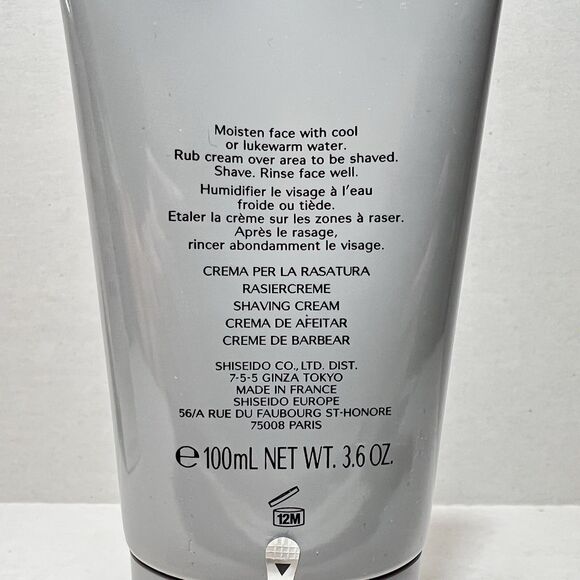 Moisten face with cool
or lukewarm water.
Rub cream over area to be shaved.
Shave. Rinse face well.
Humidifier le visage à l'eau
froide ou tiède.
Etaler la crème sur les zones à raser.
Après le rasage,
rincer abondamment le visage.
CREMA PER LA RASATURA
RASIERCREME
SHAVING CREAM
CREMA DE AFEITAR
CREME DE BARBEAR
SHISEIDO CO., LTD. DIST.
7-5-5 GINZA TOKYO
MADE IN FRANCE
SHISEIDO EUROPE
56/A RUE DU FAUBOURG ST-HONORE
75008 PARIS
℮ 100mL NET WT. 3.6 OZ.
12M